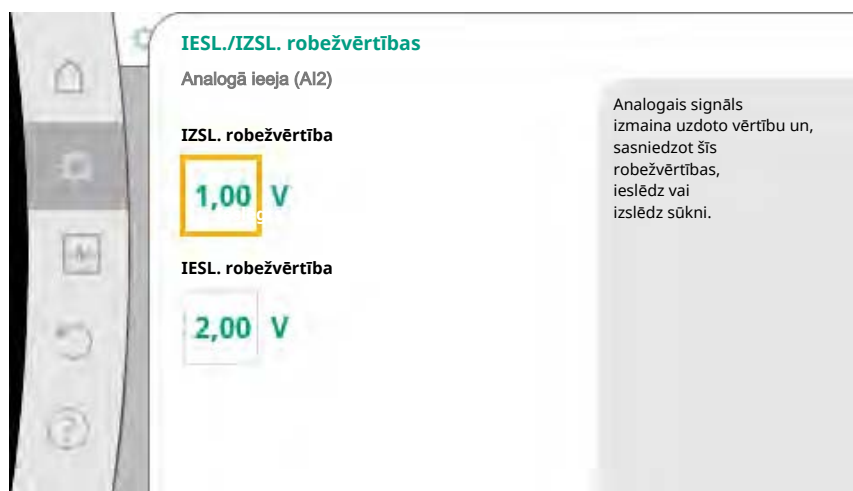 IESL./IZSL. robežvērtības
Analogā ieeja (AI2)
IZSL. robežvērtība
1,00 V
IESL. robežvērtība
2,00 V
Analogais signāls
izmaina uzdoto vērtību un,
sasniedzot šīs
robežvērtības,
ieslēdz vai
izslēdz sūkni.